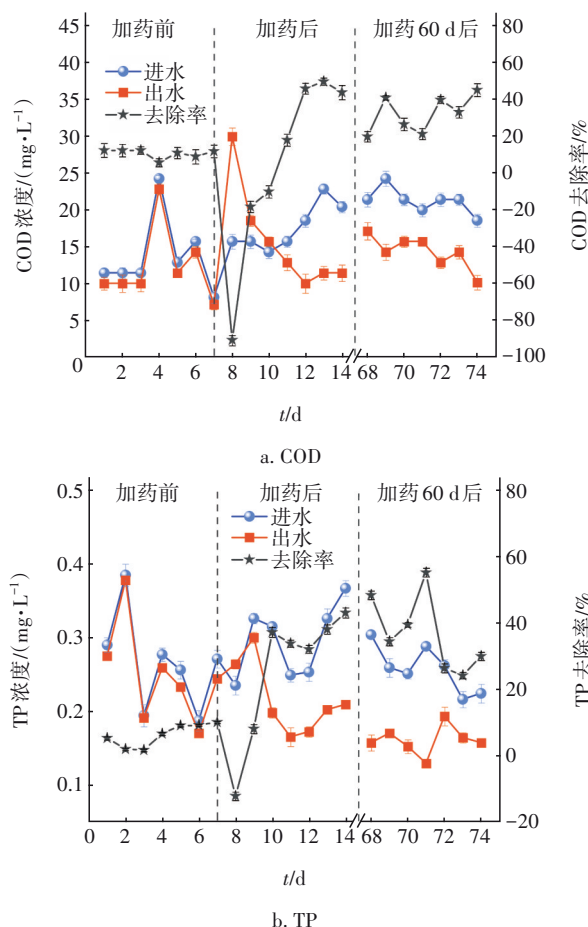 加药前 加药后 加药60 d后
进水
出水
去除率
COD浓度/(mg·L⁻¹)
45
40
35
30
25
20
15
10
5
0
COD去除率/%
80
60
40
20
0
−20
−40
−60
−80
−100
2 4 6 8 10 12 14 68 70 72 74
t/d
a. COD
加药前 加药后 加药60 d后
进水
出水
去除率
TP浓度/(mg·L⁻¹)
0.5
0.4
0.3
0.2
0.1
TP去除率/%
80
60
40
20
0
−20
0 2 4 6 8 10 12 14 68 70 72 74
t/d
b. TP